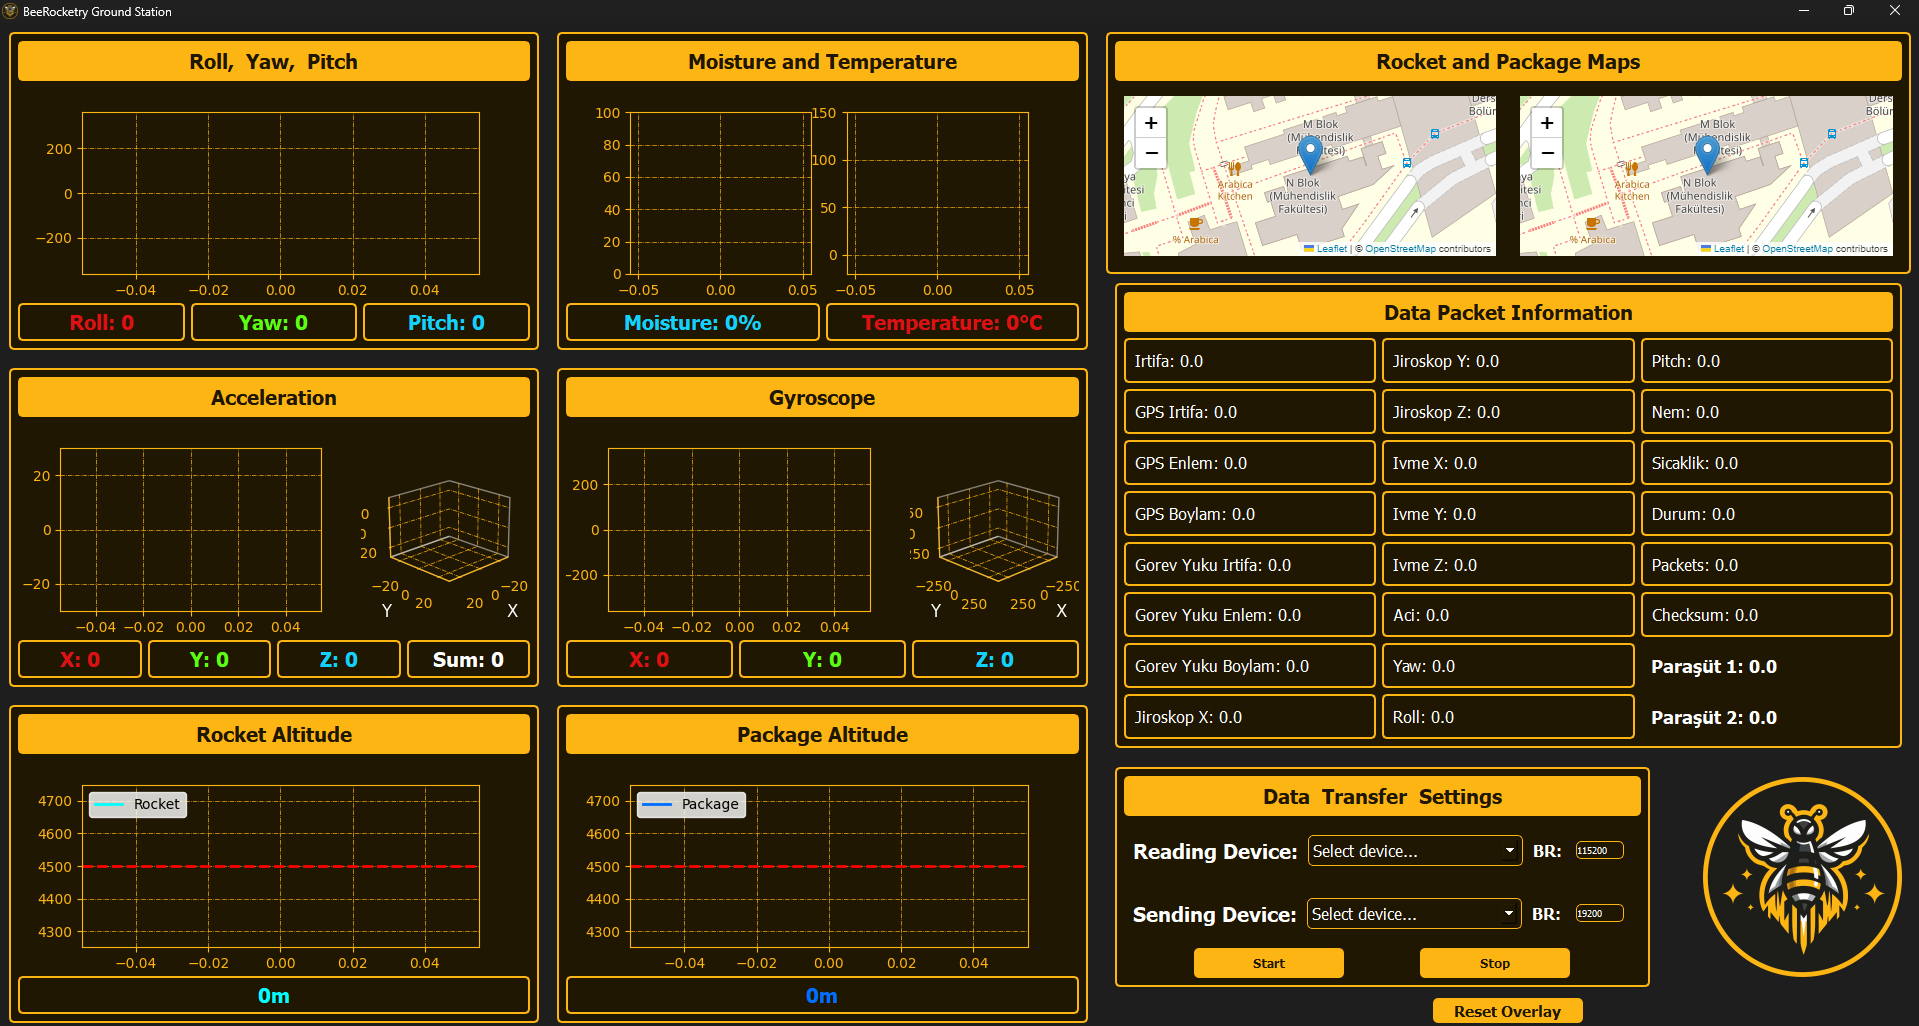 BeeRocketry Ground Station
Roll, Yaw, Pitch
200
0
−200
−0.04 −0.02 0.00 0.02 0.04
Roll: 0 Yaw: 0 Pitch: 0
Moisture and Temperature
100
80
60
40
20
0
−0.05 0.00 0.05
150
100
50
0
−0.05 0.00 0.05
Moisture: 0% Temperature: 0°C
Rocket and Package Maps
+
−
Ders
Bölür
M Blok
(Mühendislik
Fakültesi)
Arabica
Kitchen
N Blok
(Mühendislik
Fakültesi)
% Arabica
Leaflet | © OpenStreetMap contributors
+
−
Ders
Bölür
M Blok
(Mühendislik
Fakültesi)
Arabica
Kitchen
N Blok
(Mühendislik
Fakültesi)
% Arabica
Leaflet | © OpenStreetMap contributors
Acceleration
20
0
−20
−0.04 −0.02 0.00 0.02 0.04
0
0
20
−20 0 20
Y
20 0 −20
X
X: 0 Y: 0 Z: 0 Sum: 0
Gyroscope
200
0
−200
−0.04 −0.02 0.00 0.02 0.04
50
0
250
−250 0 250
Y
250 0 −250
X
X: 0 Y: 0 Z: 0
Data Packet Information
Irtifa: 0.0 Jiroskop Y: 0.0 Pitch: 0.0
GPS Irtifa: 0.0 Jiroskop Z: 0.0 Nem: 0.0
GPS Enlem: 0.0 Ivme X: 0.0 Sicaklik: 0.0
GPS Boylam: 0.0 Ivme Y: 0.0 Durum: 0.0
Gorev Yuku Irtifa: 0.0 Ivme Z: 0.0 Packets: 0.0
Gorev Yuku Enlem: 0.0 Aci: 0.0 Checksum: 0.0
Gorev Yuku Boylam: 0.0 Yaw: 0.0 Paraşüt 1: 0.0
Jiroskop X: 0.0 Roll: 0.0 Paraşüt 2: 0.0
Rocket Altitude
4700
4600
4500
4400
4300
Rocket
−0.04 −0.02 0.00 0.02 0.04
0m
Package Altitude
4700
4600
4500
4400
4300
Package
−0.04 −0.02 0.00 0.02 0.04
0m
Data Transfer Settings
Reading Device: Select device... BR: 115200
Sending Device: Select device... BR: 19200
Start Stop
Reset Overlay